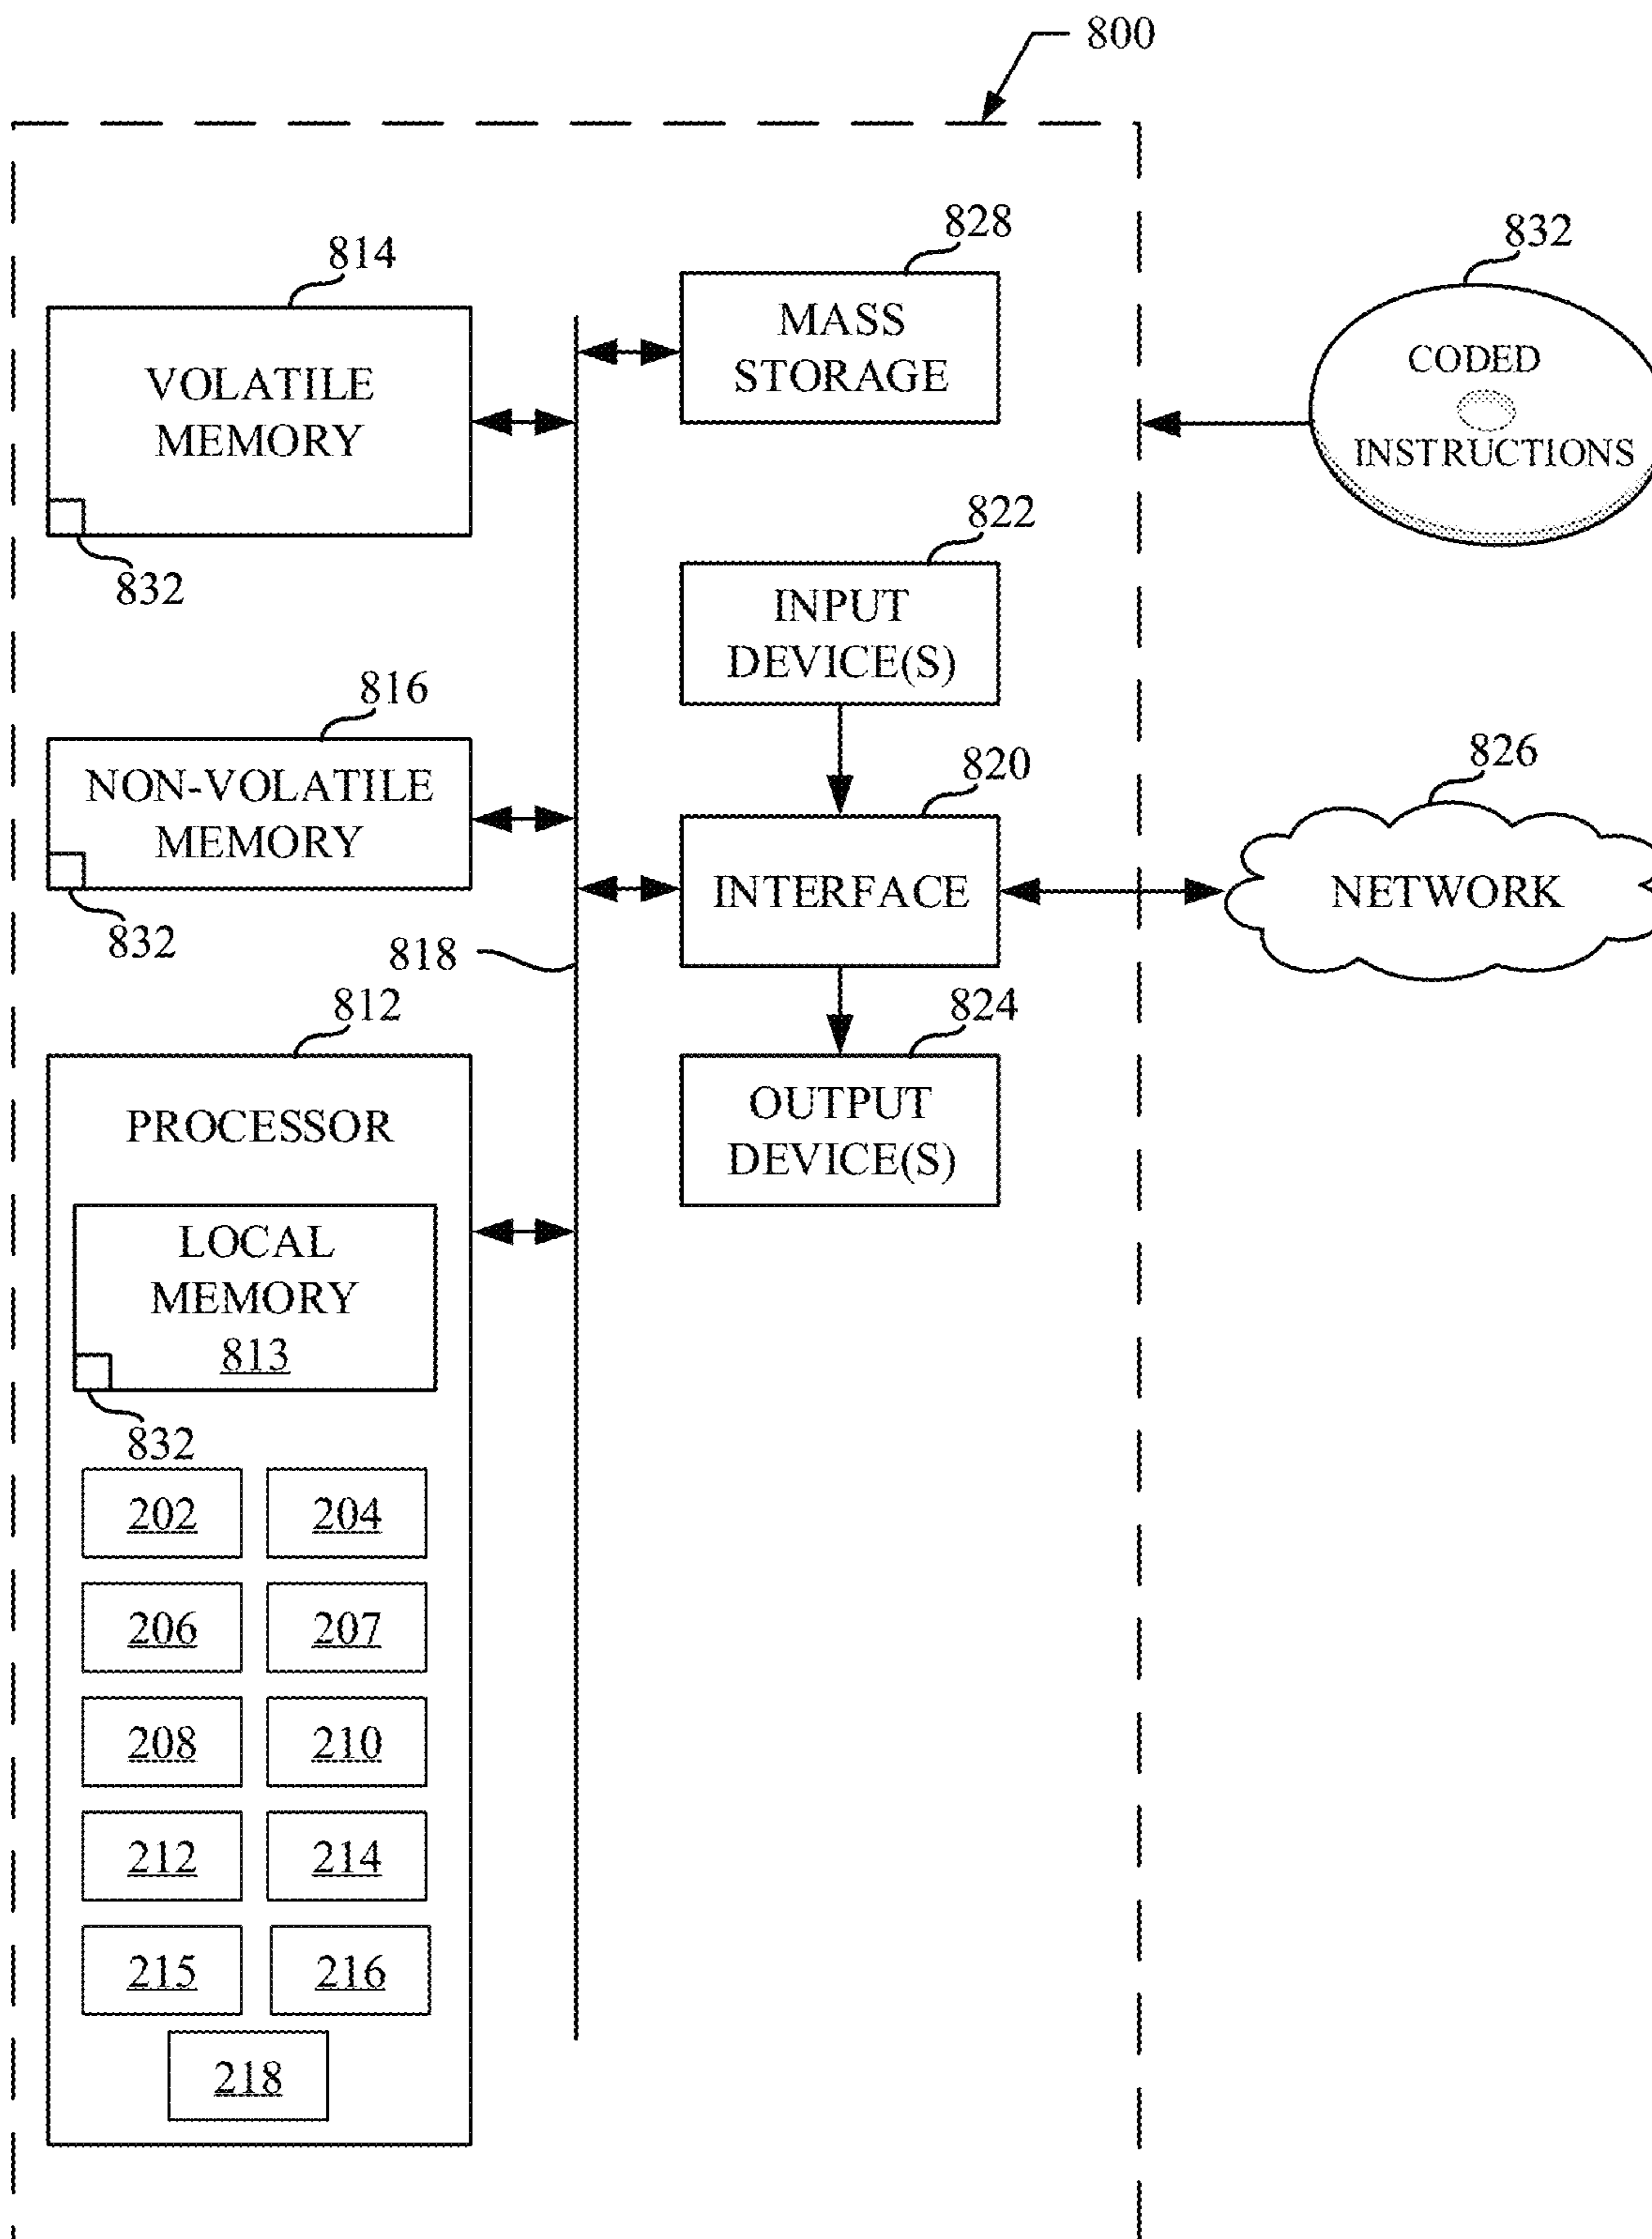 800
814
VOLATILE
MEMORY
832
828
MASS
STORAGE
832
CODED
INSTRUCTIONS
822
INPUT
DEVICE(S)
816
NON-VOLATILE
MEMORY
832
818
820
INTERFACE
826
NETWORK
824
OUTPUT
DEVICE(S)
812
PROCESSOR
LOCAL
MEMORY
813
832
202 204
206 207
208 210
212 214
215 216
218